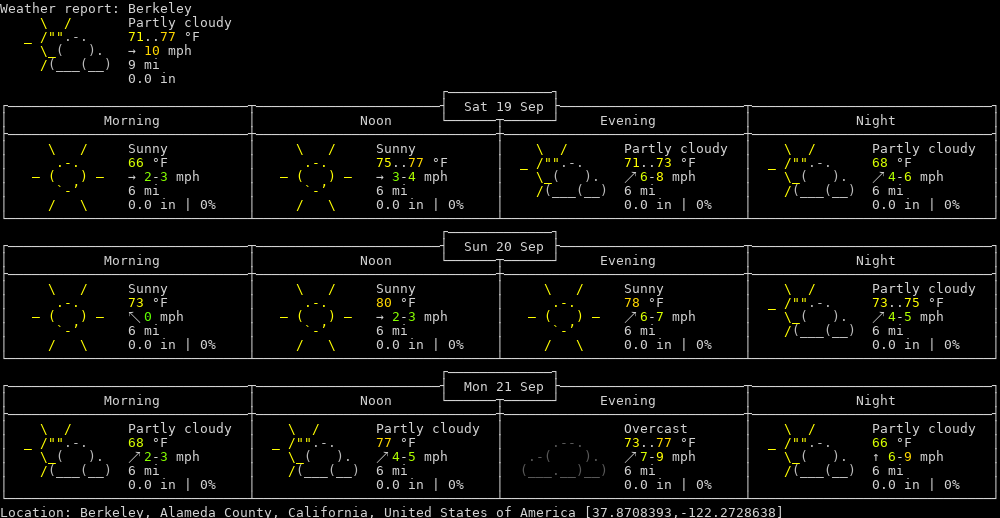 Weather report: Berkeley
Partly cloudy
71..77 °F
→ 10 mph
9 mi
0.0 in
Sat 19 Sep
Morning Noon Evening Night
Sunny Sunny Partly cloudy Partly cloudy
66 °F 75..77 °F 71..73 °F 68 °F
→ 2-3 mph → 3-4 mph ↗ 6-8 mph ↗ 4-6 mph
6 mi 6 mi 6 mi 6 mi
0.0 in | 0% 0.0 in | 0% 0.0 in | 0% 0.0 in | 0%
Sun 20 Sep
Morning Noon Evening Night
Sunny Sunny Sunny Partly cloudy
73 °F 80 °F 78 °F 73..75 °F
↖ 0 mph → 2-3 mph ↗ 6-7 mph ↗ 4-5 mph
6 mi 6 mi 6 mi 6 mi
0.0 in | 0% 0.0 in | 0% 0.0 in | 0% 0.0 in | 0%
Mon 21 Sep
Morning Noon Evening Night
Partly cloudy Partly cloudy Overcast Partly cloudy
68 °F 77 °F 73..77 °F 66 °F
↗ 2-3 mph ↗ 4-5 mph ↗ 7-9 mph ↑ 6-9 mph
6 mi 6 mi 6 mi 6 mi
0.0 in | 0% 0.0 in | 0% 0.0 in | 0% 0.0 in | 0%
Location: Berkeley, Alameda County, California, United States of America [37.8708393,-122.2728638]